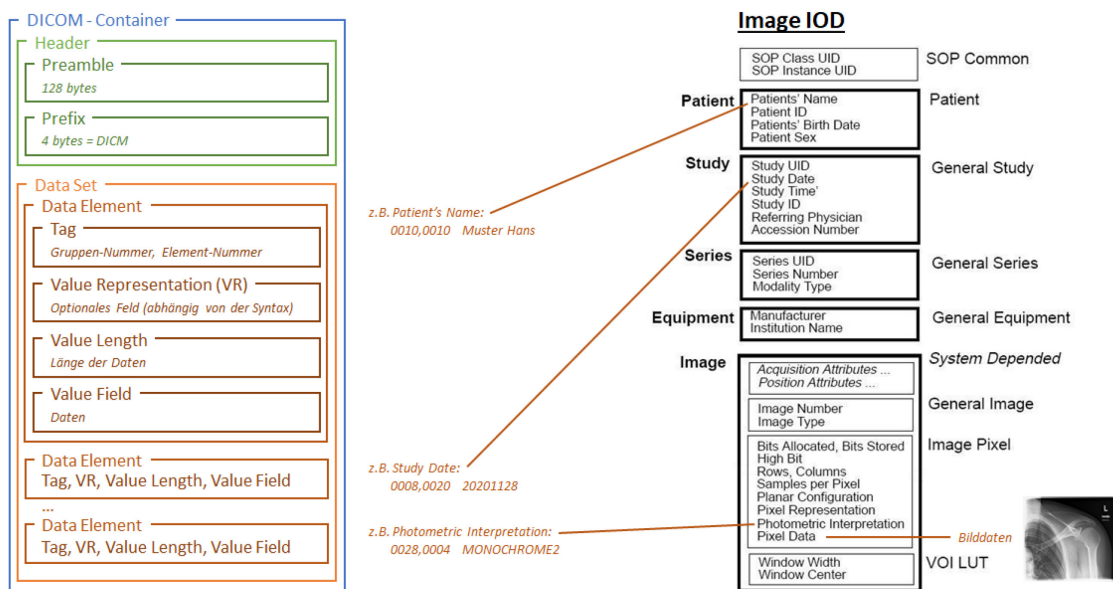 DICOM - Container
Header
Preamble
128 bytes
Prefix
4 bytes = DICM
Data Set
Data Element
Tag
Gruppen-Nummer, Element-Nummer
Value Representation (VR)
Optionales Feld (abhängig von der Syntax)
Value Length
Länge der Daten
Value Field
Daten
Data Element
Tag, VR, Value Length, Value Field
...
Data Element
Tag, VR, Value Length, Value Field
z.B. Patient's Name:
0010,0010 Muster Hans
z.B. Study Date:
0008,0020 20201128
z.B. Photometric Interpretation:
0028,0004 MONOCHROME2
Image IOD
SOP Class UID
SOP Instance UID
SOP Common
Patient
Patients' Name
Patient ID
Patients' Birth Date
Patient Sex
Patient
Study
Study UID
Study Date
Study Time'
Study ID
Referring Physician
Accession Number
General Study
Series
Series UID
Series Number
Modality Type
General Series
Equipment
Manufacturer
Institution Name
General Equipment
Image
System Depended
Acquisition Attributes ...
Position Attributes ...
Image Number
Image Type
General Image
Bits Allocated, Bits Stored
High Bit
Rows, Columns
Samples per Pixel
Planar Configuration
Pixel Representation
Photometric Interpretation
Pixel Data
Image Pixel
Bilddaten
L
Window Width
Window Center
VOI LUT